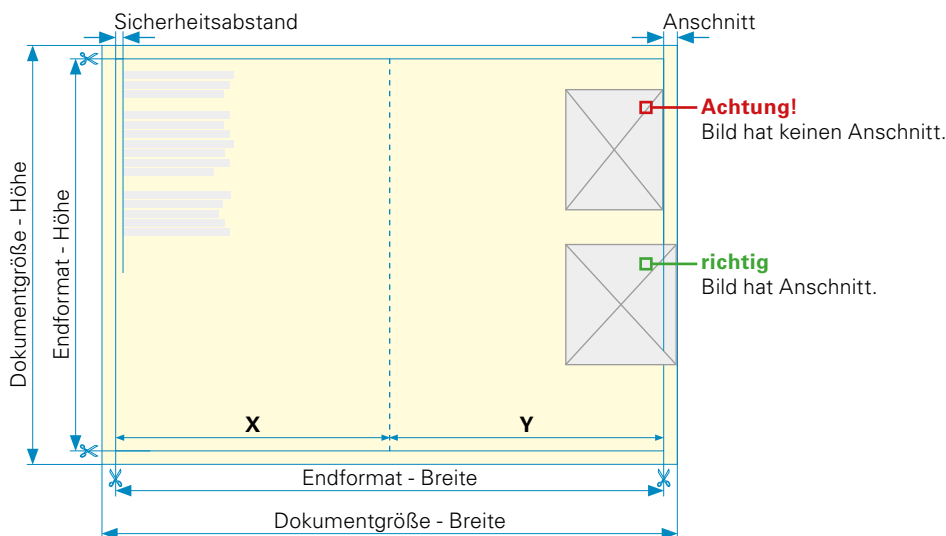 Sicherheitsabstand
Anschnitt
Achtung!
Bild hat keinen Anschnitt.
Dokumentgröße - Höhe
Endformat - Höhe
richtig
Bild hat Anschnitt.
X
Y
Endformat - Breite
Dokumentgröße - Breite